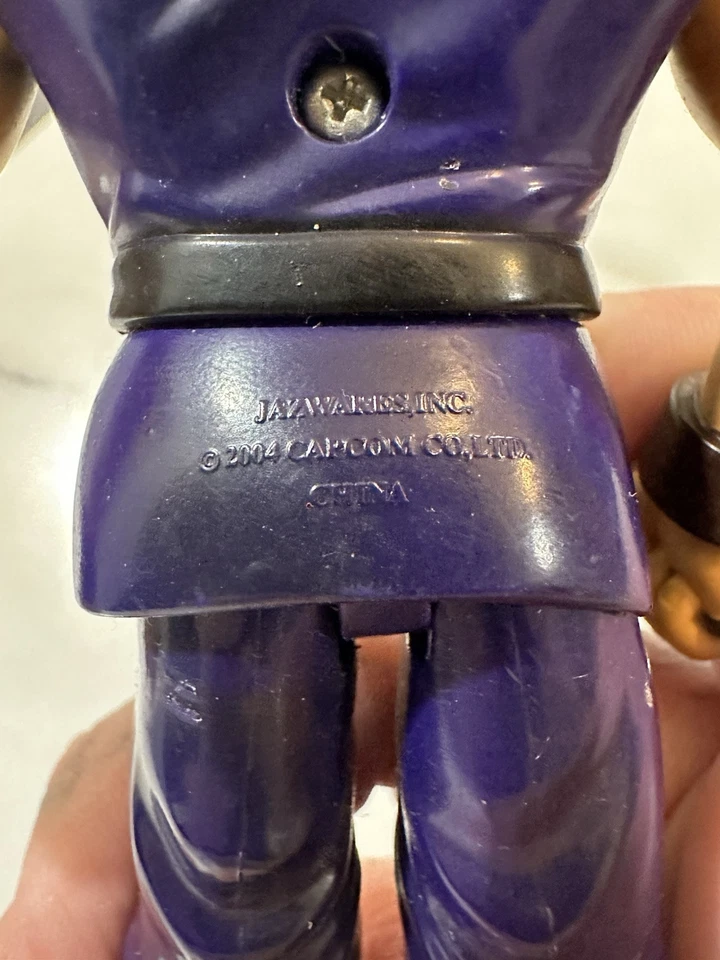 JAZWARES, INC.
© 2004 CAPCOM CO., LTD.
CHINA